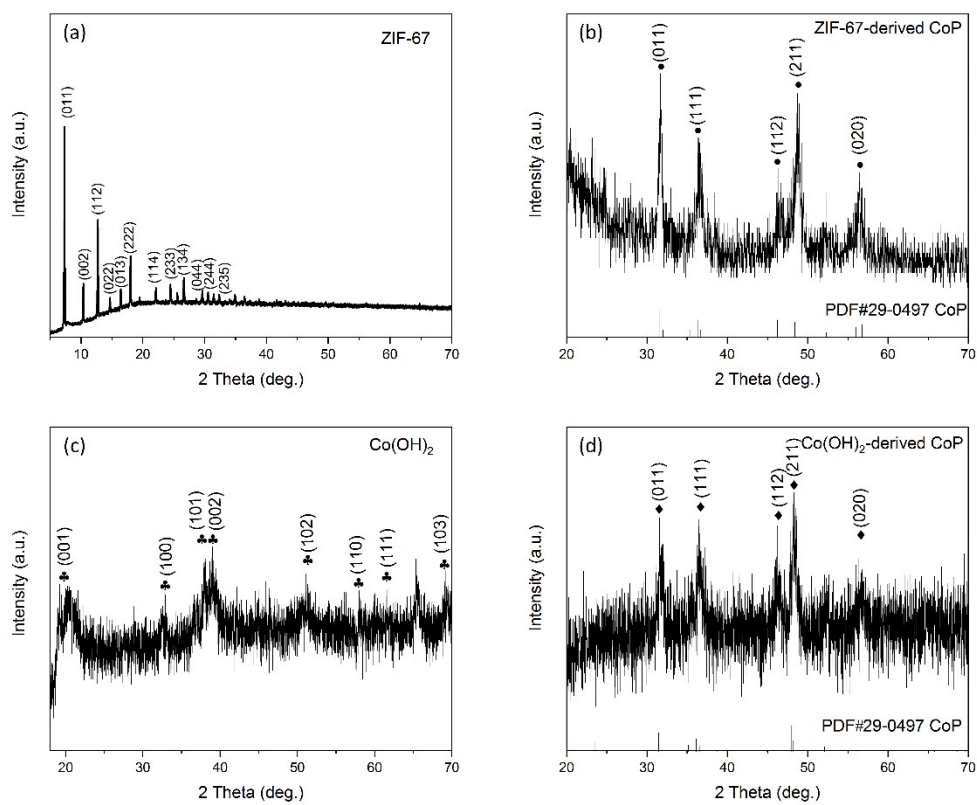 (a)
ZIF-67
(011)
(002)
(112)
(022)
(013)
(222)
(114)
(233)
(134)
(044)
(244)
(235)
Intensity (a.u.)
10 20 30 40 50 60 70
2 Theta (deg.)
(b)
ZIF-67-derived CoP
(011)
(111)
(112)
(211)
(020)
PDF#29-0497 CoP
Intensity (a.u.)
20 30 40 50 60 70
2 Theta (deg.)
(c)
Co(OH)₂
(001)
(100)
(101)
(002)
(102)
(110)
(111)
(103)
Intensity (a.u.)
20 30 40 50 60 70
2 Theta (deg.)
(d)
Co(OH)₂-derived CoP
(011)
(111)
(112)
(211)
(020)
PDF#29-0497 CoP
Intensity (a.u.)
20 30 40 50 60 70
2 Theta (deg.)